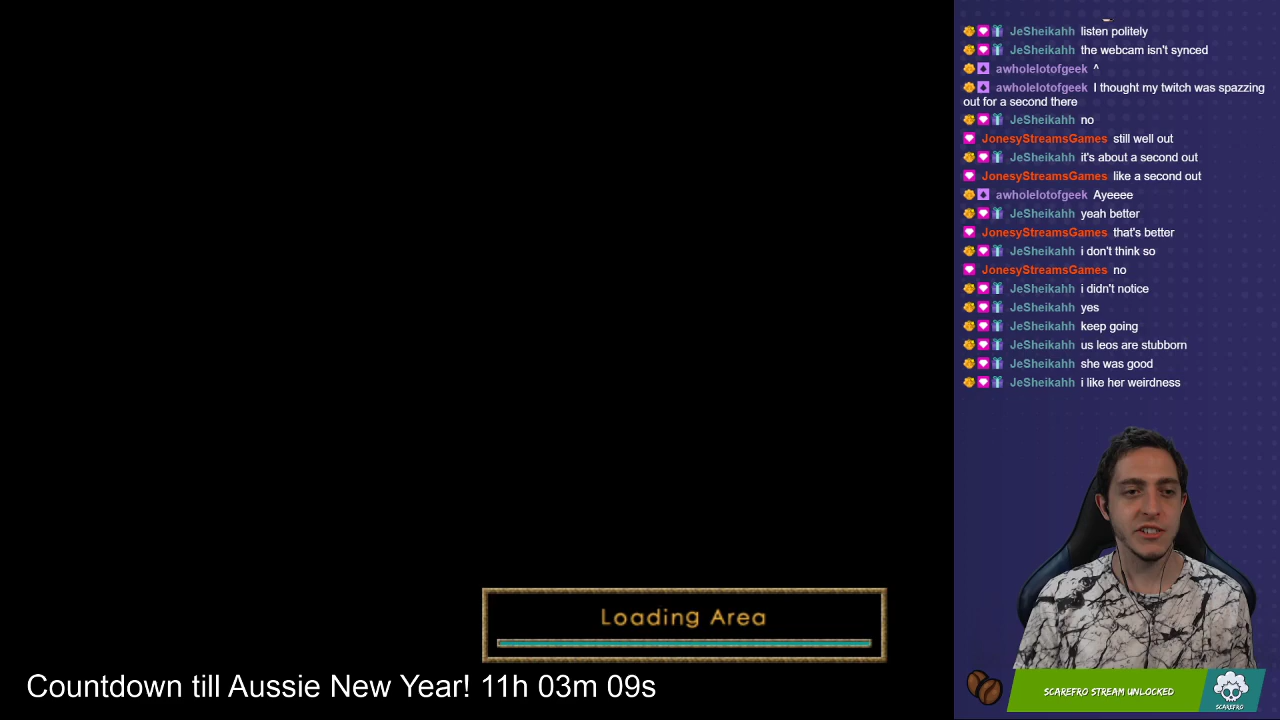 JeSheikahh listen politely
JeSheikahh the webcam isn't synced
awholelotofgeek ^
awholelotofgeek I thought my twitch was spazzing
out for a second there
JeSheikahh no
JonesyStreamsGames still well out
JeSheikahh it's about a second out
JonesyStreamsGames like a second out
awholelotofgeek Ayeeee
JeSheikahh yeah better
JonesyStreamsGames that's better
JeSheikahh i don't think so
JonesyStreamsGames no
JeSheikahh i didn't notice
JeSheikahh yes
JeSheikahh keep going
JeSheikahh us leos are stubborn
JeSheikahh she was good
JeSheikahh i like her weirdness
Loading Area
Countdown till Aussie New Year! 11h 03m 09s
SCAREFRO STREAM UNLOCKED
SCAREFRO